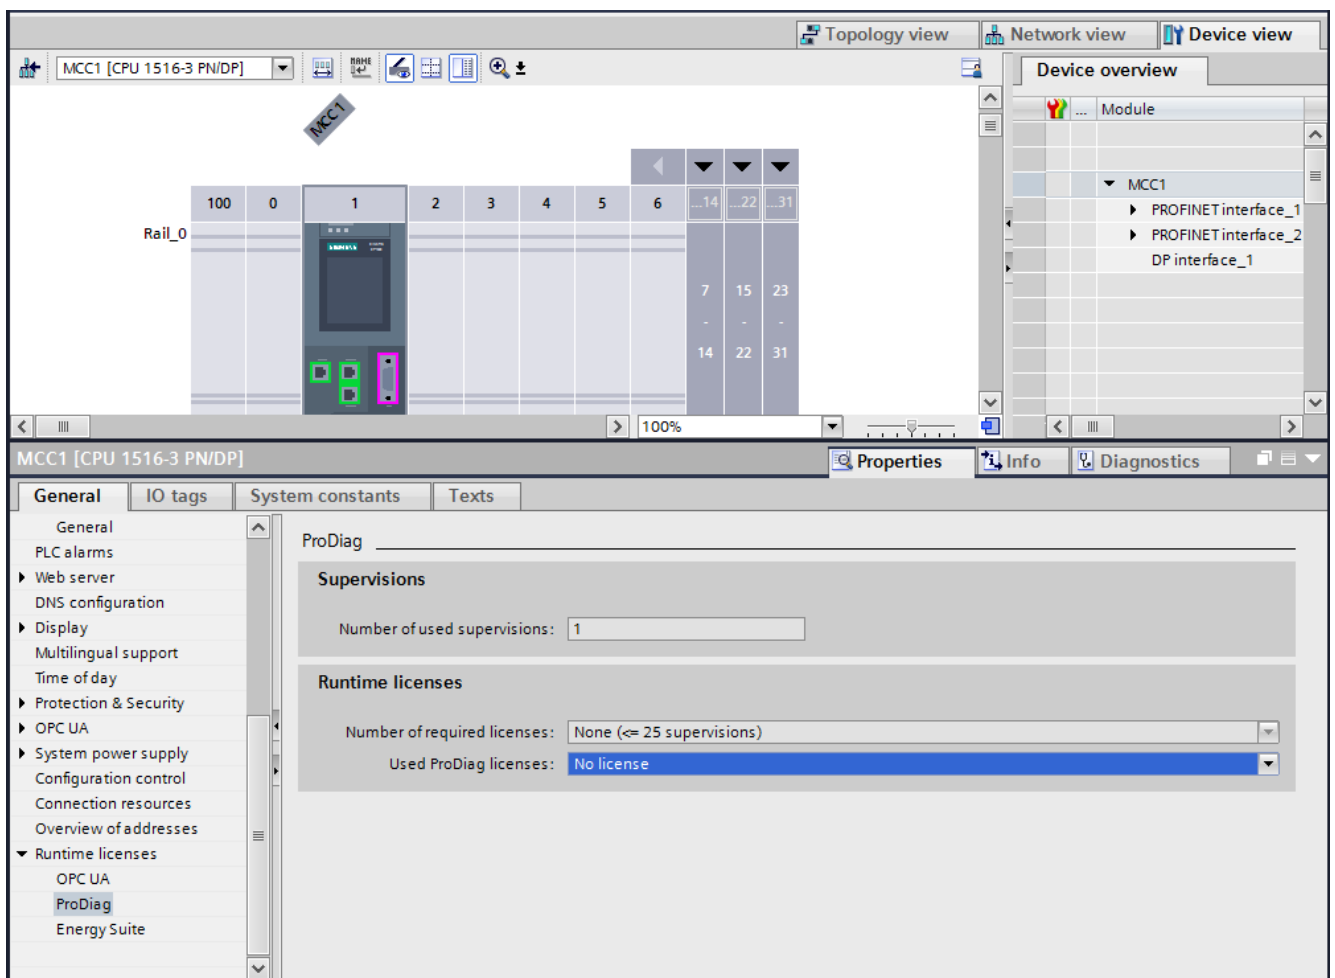 Topology view
Network view
Device view
MCC1 [CPU 1516-3 PN/DP]
NAME
Device overview
... Module
MCC1
100 0 1 2 3 4 5 6 ...14 ...22 ...31
Rail_0
SIEMENS
7 15 23
- - -
14 22 31
MCC1
PROFINET interface_1
PROFINET interface_2
DP interface_1
100%
MCC1 [CPU 1516-3 PN/DP]
Properties
Info
Diagnostics
General
IO tags
System constants
Texts
General
PLC alarms
Web server
DNS configuration
Display
Multilingual support
Time of day
Protection & Security
OPC UA
System power supply
Configuration control
Connection resources
Overview of addresses
Runtime licenses
OPC UA
ProDiag
Energy Suite
ProDiag
Supervisions
Number of used supervisions: 1
Runtime licenses
Number of required licenses: None (<= 25 supervisions)
Used ProDiag licenses: No license